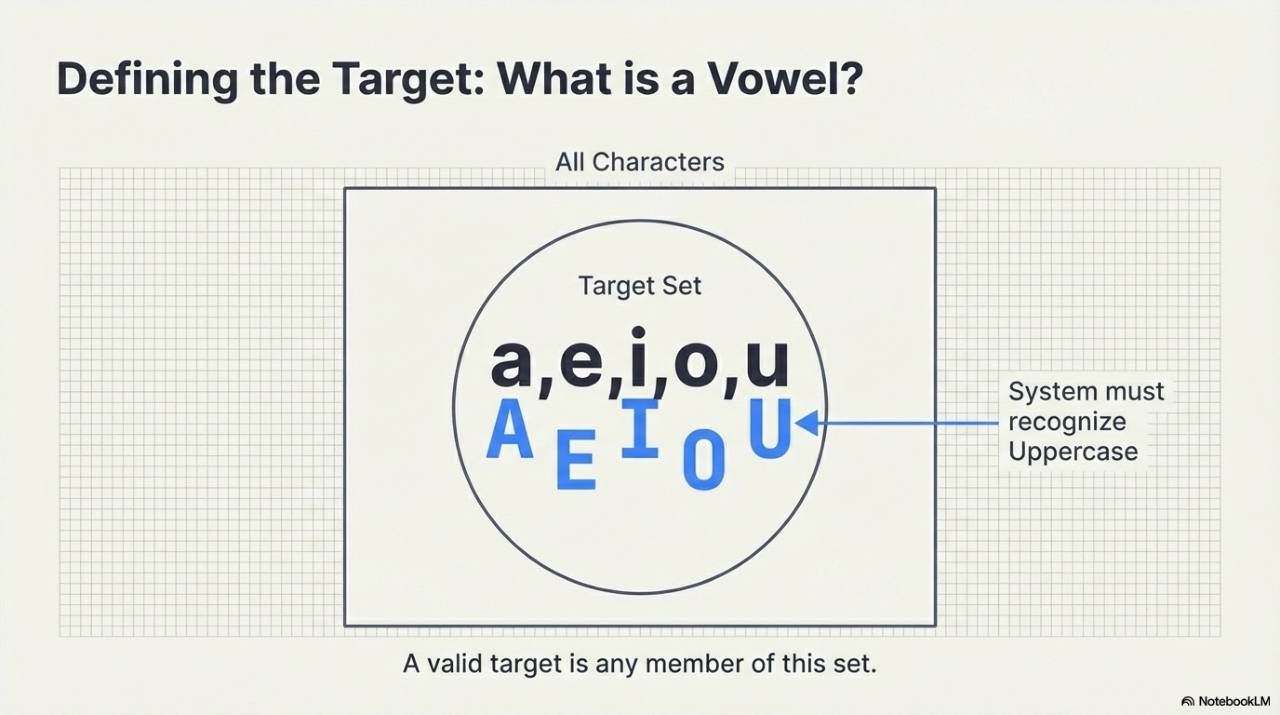 Defining the Target: What is a Vowel?
All Characters
Target Set
a,e,i,o,u
A E I O U
System must
recognize
Uppercase
A valid target is any member of this set.
NotebookLM